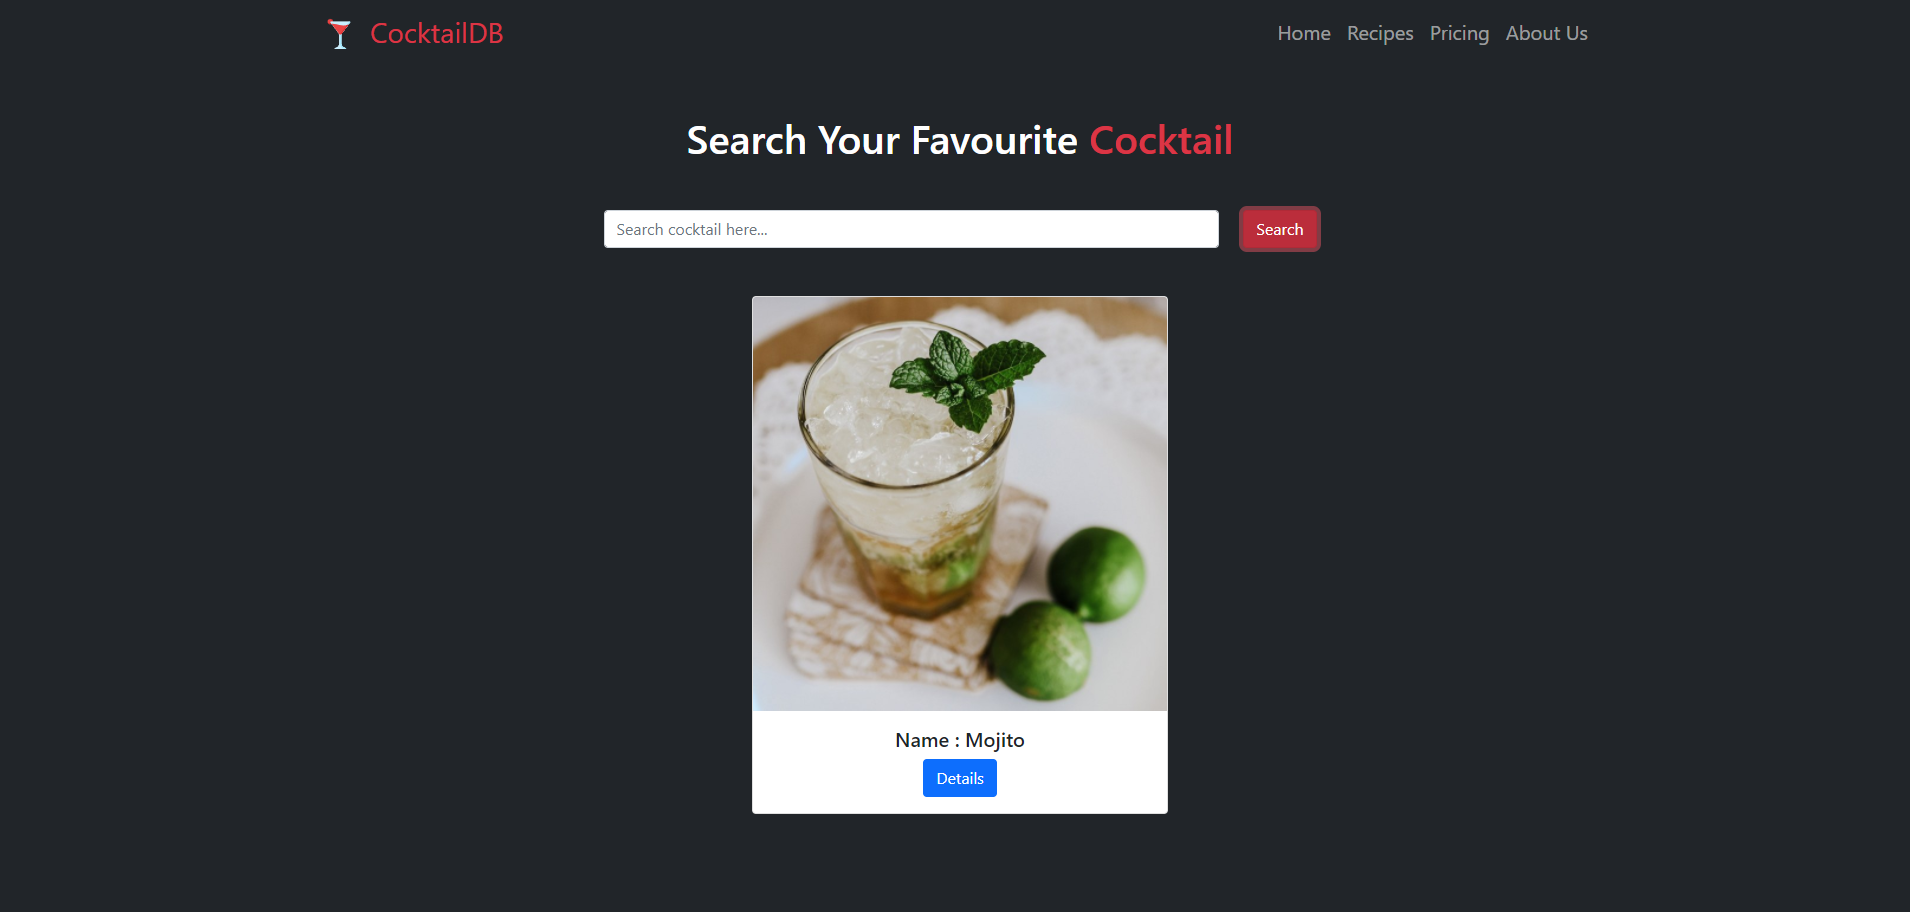 CocktailDB
Home Recipes Pricing About Us
Search Your Favourite Cocktail
Search cocktail here...
Search
Name : Mojito
Details